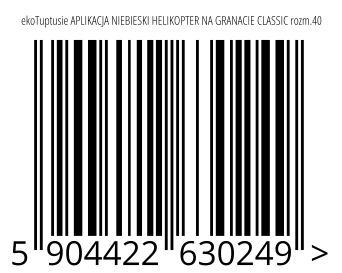 ekoTuptusie APLIKACJA NIEBIESKI HELIKOPTER NA GRANACIE CLASSIC rozm.40
5 904422 630249 >